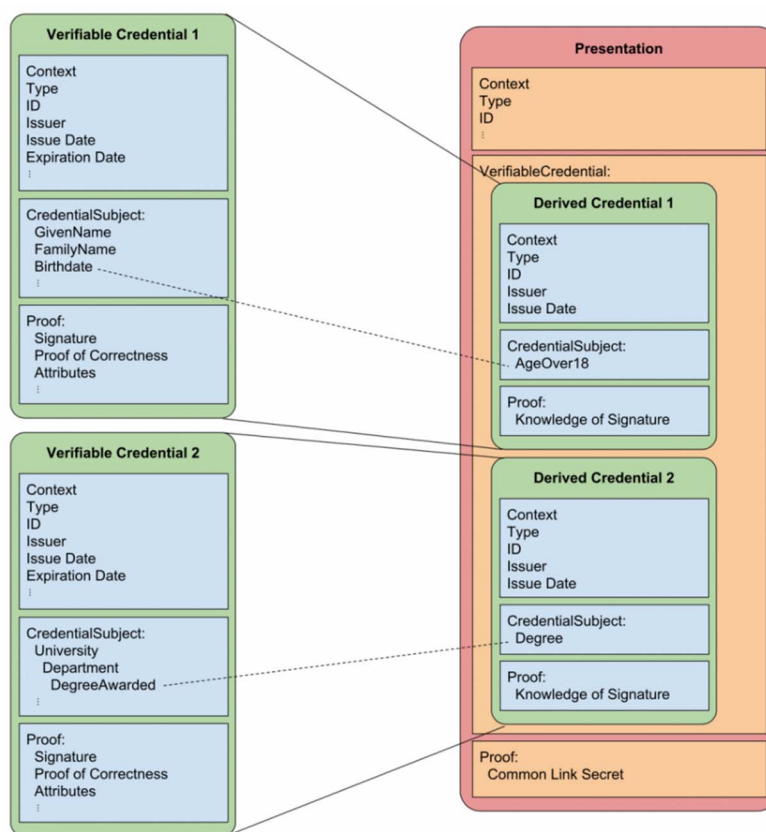 Verifiable Credential 1
Context
Type
ID
Issuer
Issue Date
Expiration Date
⋮
CredentialSubject:
GivenName
FamilyName
Birthdate
⋮
Proof:
Signature
Proof of Correctness
Attributes
⋮
Verifiable Credential 2
Context
Type
ID
Issuer
Issue Date
Expiration Date
⋮
CredentialSubject:
University
Department
DegreeAwarded
⋮
Proof:
Signature
Proof of Correctness
Attributes
⋮
Presentation
Context
Type
ID
⋮
VerifiableCredential:
Derived Credential 1
Context
Type
ID
Issuer
Issue Date
CredentialSubject:
AgeOver18
Proof:
Knowledge of Signature
Derived Credential 2
Context
Type
ID
Issuer
Issue Date
CredentialSubject:
Degree
Proof:
Knowledge of Signature
Proof:
Common Link Secret